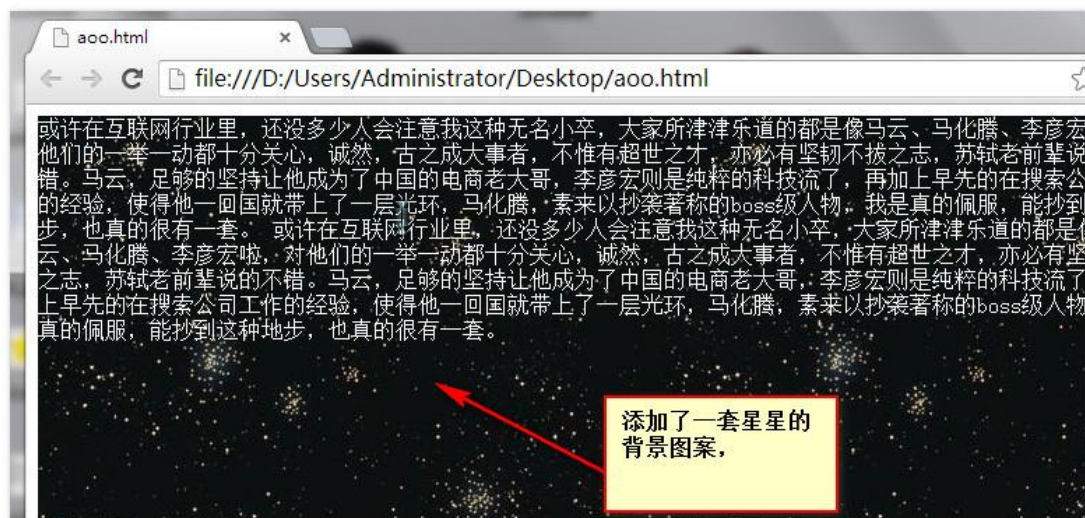 aoo.html
file:///D:/Users/Administrator/Desktop/aoo.html
或许在互联网行业里，还没多少人会注意我这种无名小卒，大家所津津乐道的都是像马云、马化腾、李彦宏
他们的一举一动都十分关心，诚然，古之成大事者，不惟有超世之才，亦必有坚韧不拔之志，苏轼老前辈说
错。马云，足够的坚持让他成为了中国的电商老大哥，李彦宏则是纯粹的科技流了，再加上早先的在搜索公
的经验，使得他一回国就带上了一层光环，马化腾，素来以抄袭著称的boss级人物，我是真的佩服，能抄到
步，也真的很有一套。 或许在互联网行业里，还没多少人会注意我这种无名小卒，大家所津津乐道的都是像
云、马化腾、李彦宏啦，对他们的一举一动都十分关心，诚然，古之成大事者，不惟有超世之才，亦必有坚
之志，苏轼老前辈说的不错。马云，足够的坚持让他成为了中国的电商老大哥，李彦宏则是纯粹的科技流了
上早先的在搜索公司工作的经验，使得他一回国就带上了一层光环，马化腾，素来以抄袭著称的boss级人物
真的佩服，能抄到这种地步，也真的很有一套。
添加了一套星星的
背景图案，